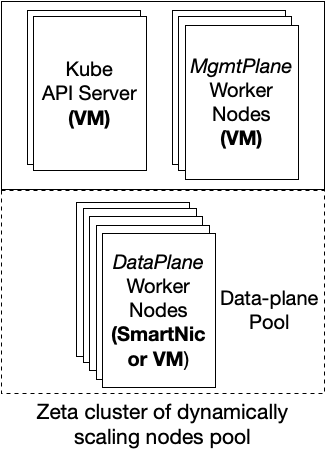 Kube
API Server
(VM)
MgmtPlane
Worker
Nodes
(VM)
DataPlane
Worker
Nodes
(SmartNic
or VM)
Data-plane
Pool
Zeta cluster of dynamically
scaling nodes pool